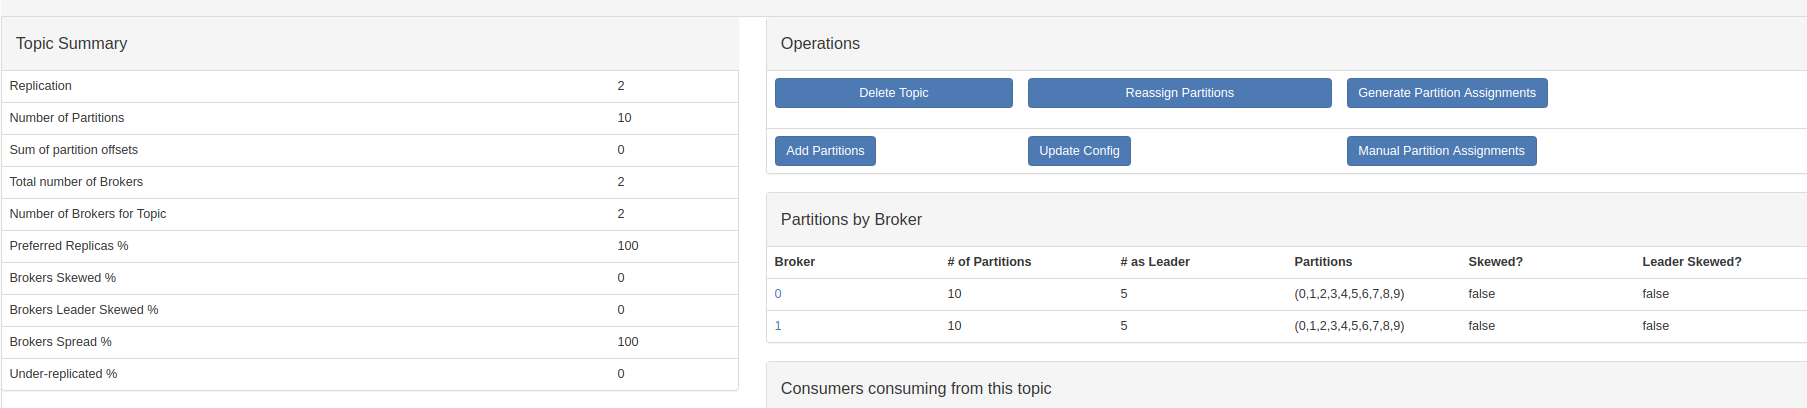 Topic Summary
Replication 2
Number of Partitions 10
Sum of partition offsets 0
Total number of Brokers 2
Number of Brokers for Topic 2
Preferred Replicas % 100
Brokers Skewed % 0
Brokers Leader Skewed % 0
Brokers Spread % 100
Under-replicated % 0
Operations
Delete Topic Reassign Partitions Generate Partition Assignments
Add Partitions Update Config Manual Partition Assignments
Partitions by Broker
Broker # of Partitions # as Leader Partitions Skewed? Leader Skewed?
0 10 5 (0,1,2,3,4,5,6,7,8,9) false false
1 10 5 (0,1,2,3,4,5,6,7,8,9) false false
Consumers consuming from this topic